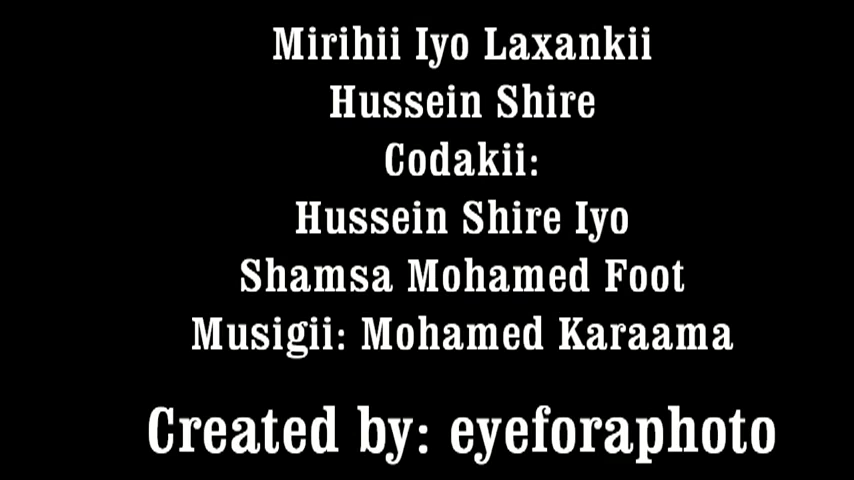 Mirihii Iyo Laxankii
Hussein Shire
Codakii:
Hussein Shire Iyo
Shamsa Mohamed Foot
Musigii: Mohamed Karaama
Created by: eyeforaphoto